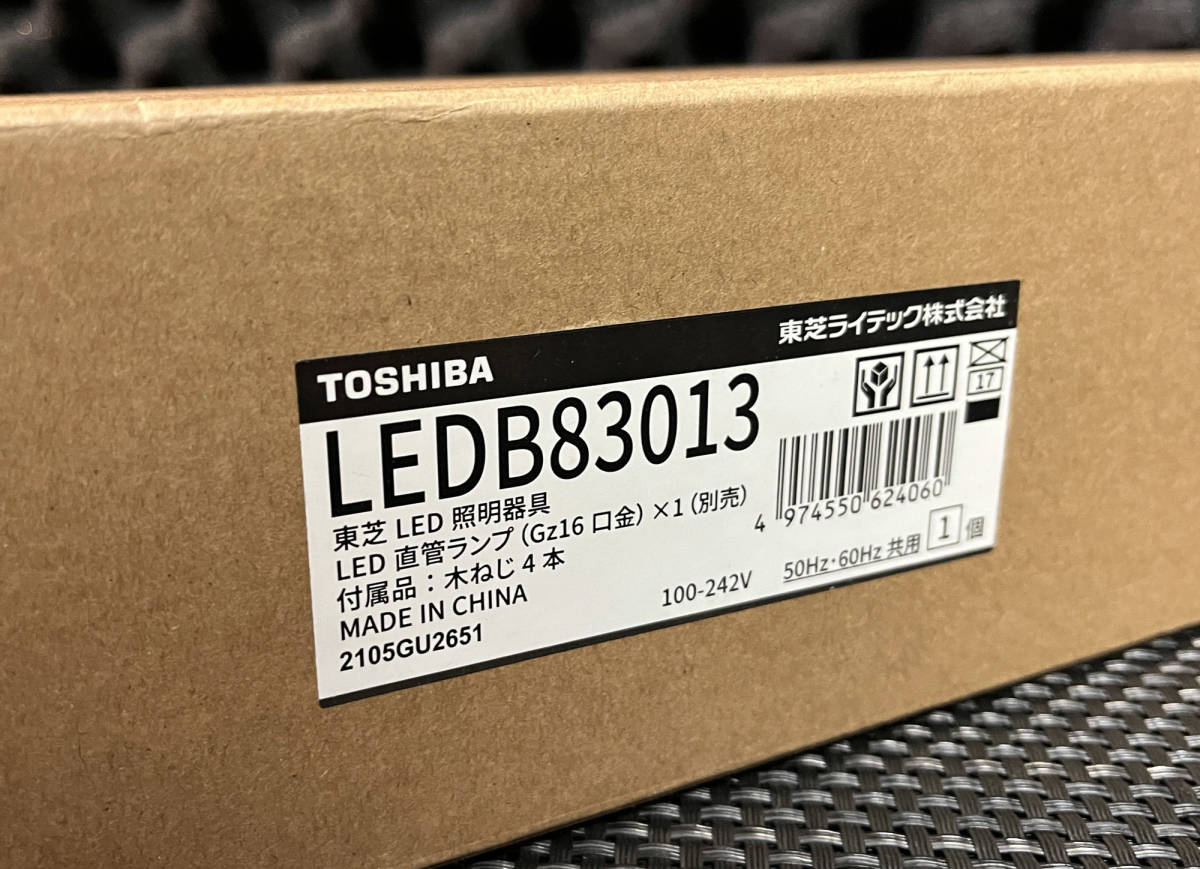 TOSHIBA
東芝ライテック株式会社
LEDB83013
17
東芝 LED 照明器具
LED 直管ランプ (Gz16 口金) ×1 (別売)
付属品：木ねじ 4 本
MADE IN CHINA
2105GU2651
4 974550 624060
100-242V
50Hz・60Hz 共用
1 個